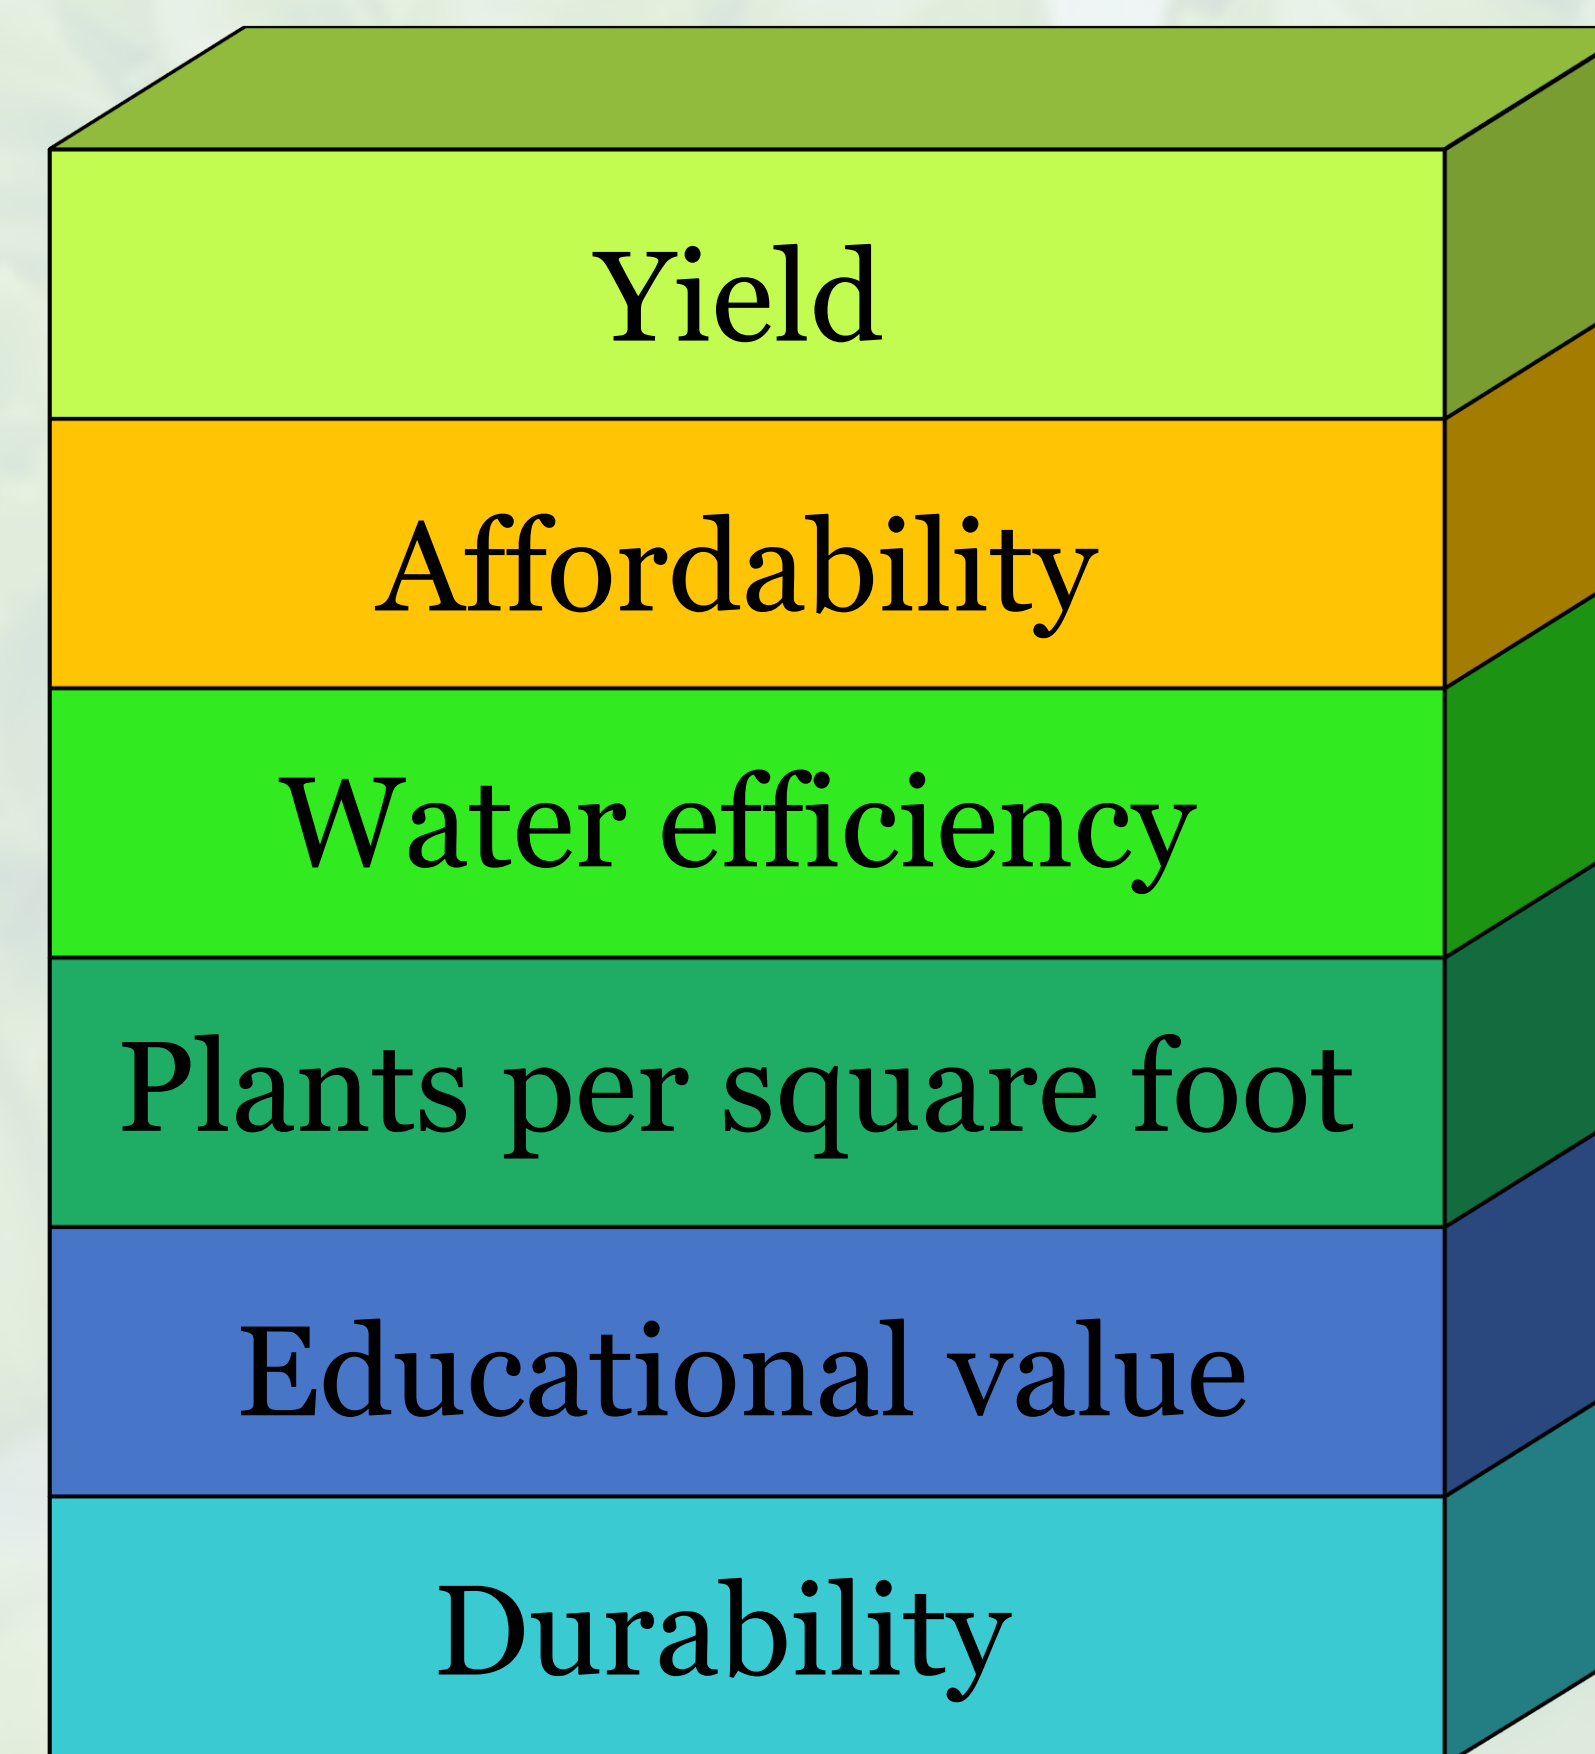 Yield
Affordability
Water efficiency
Plants per square foot
Educational value
Durability